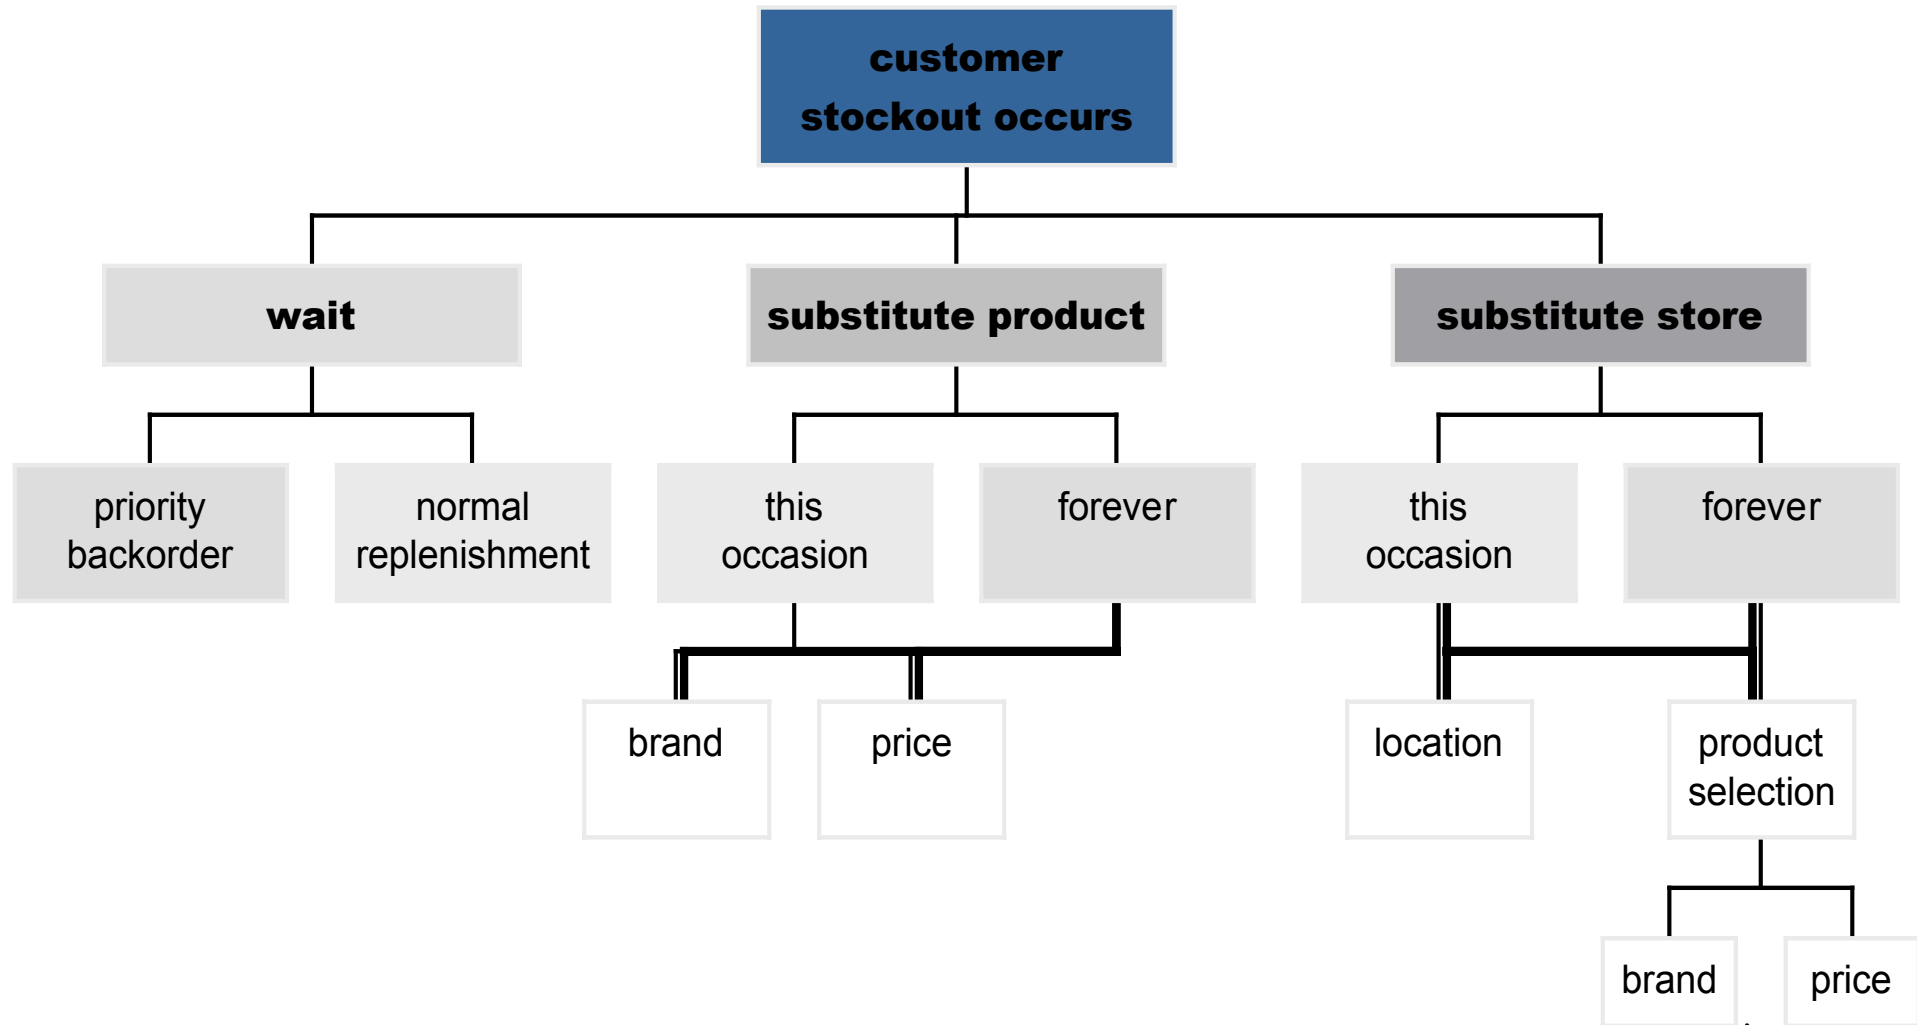 customer
stockout occurs
wait
substitute product
substitute store
priority
backorder
normal
replenishment
this
occasion
forever
this
occasion
forever
brand
price
location
product
selection
brand
price